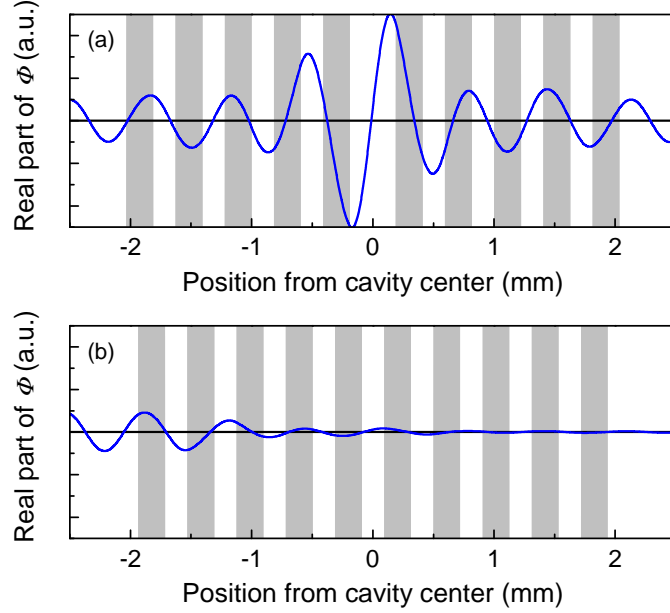 (a)
Real part of Φ (a.u.)
-2 -1 0 1 2
Position from cavity center (mm)
(b)
Real part of Φ (a.u.)
-2 -1 0 1 2
Position from cavity center (mm)